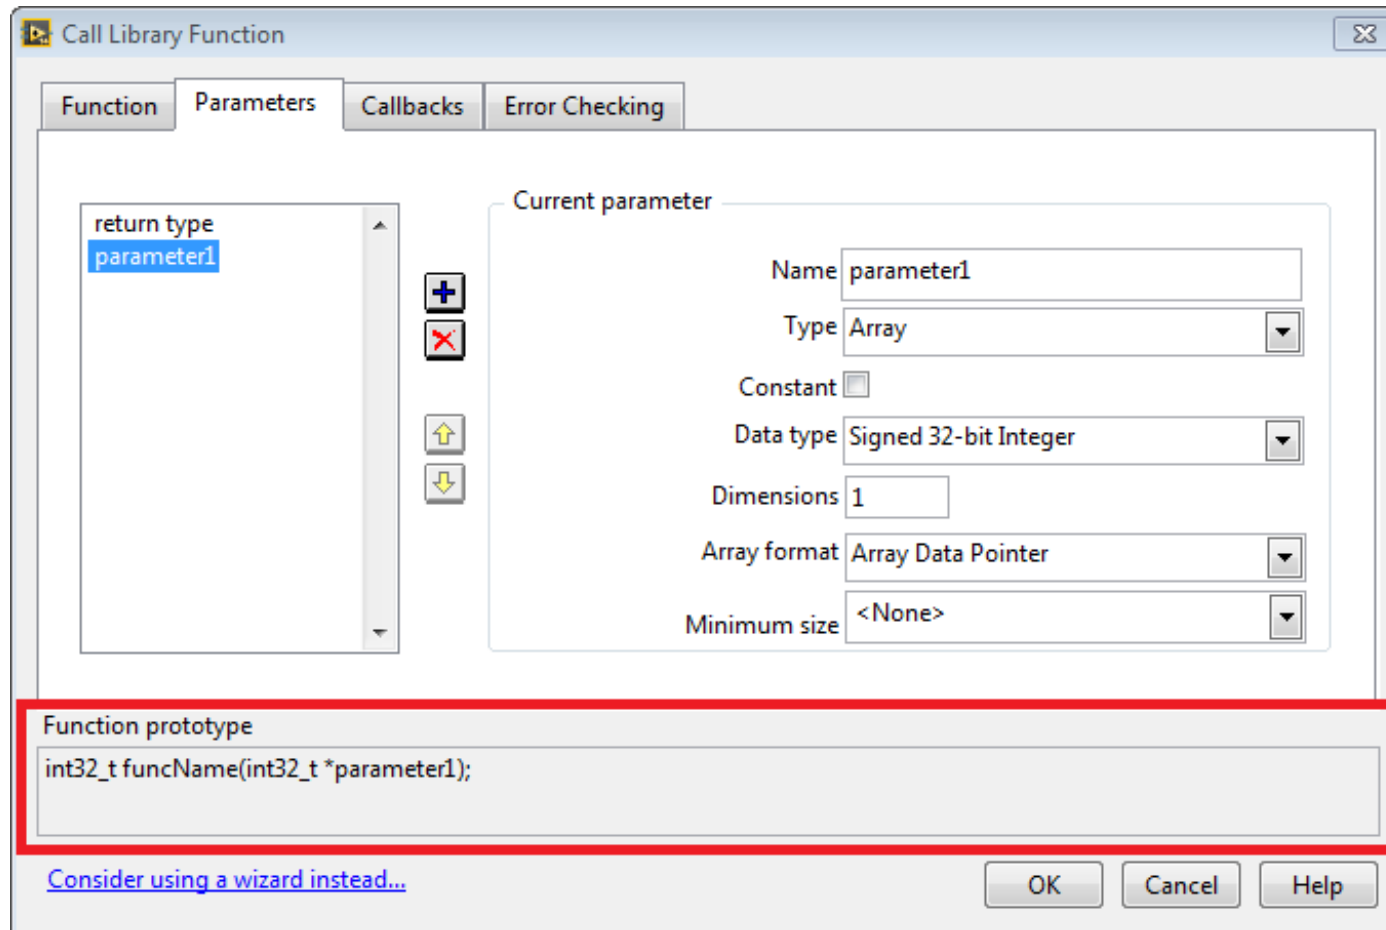 Call Library Function
Function Parameters Callbacks Error Checking
return type
parameter1
Current parameter
Name parameter1
Type Array
Constant
Data type Signed 32-bit Integer
Dimensions 1
Array format Array Data Pointer
Minimum size <None>
Function prototype
int32_t funcName(int32_t *parameter1);
Consider using a wizard instead...
OK Cancel Help